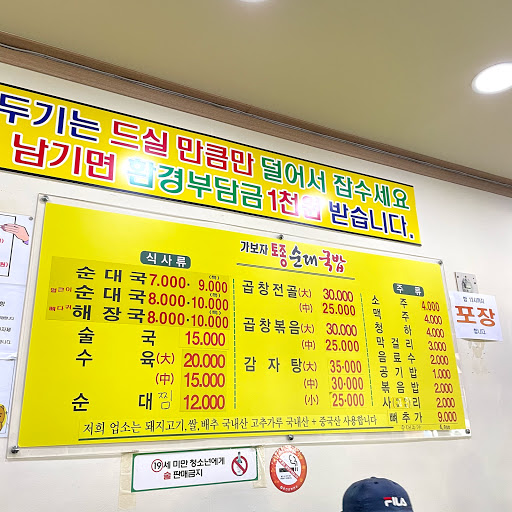 두기는 드실 만큼만 덜어서 잡수세요
남기면 환경부담금 1천원 받습니다.
가보자 토종순대국밥
식사류
순대국 7.000· 9.000
순대국 8.000·10.000
해장국 8.000·10.000
술국 15.000
수육(대) 20.000
(중) 15.000
순대 찜 12.000
곱창전골(대) 30.000
(中) 25.000
곱창볶음(대) 30.000
(中) 25.000
감자탕(大) 35·000
(中) 30·000
(小) 25·000
주류
소주 4.000
맥주 4.000
청하 4.000
막걸리 3.000
음료수 2.000
공기밥 1.000
볶음밥 2.000
사리 2.000
뼈추가 9.000
저희 업소는 돼지고기,쌀,배추 국내산 고추가루 국내산 + 중국산 사용합니다
포장
합니다
19세 미만 청소년에게
술 판매금지
FILA